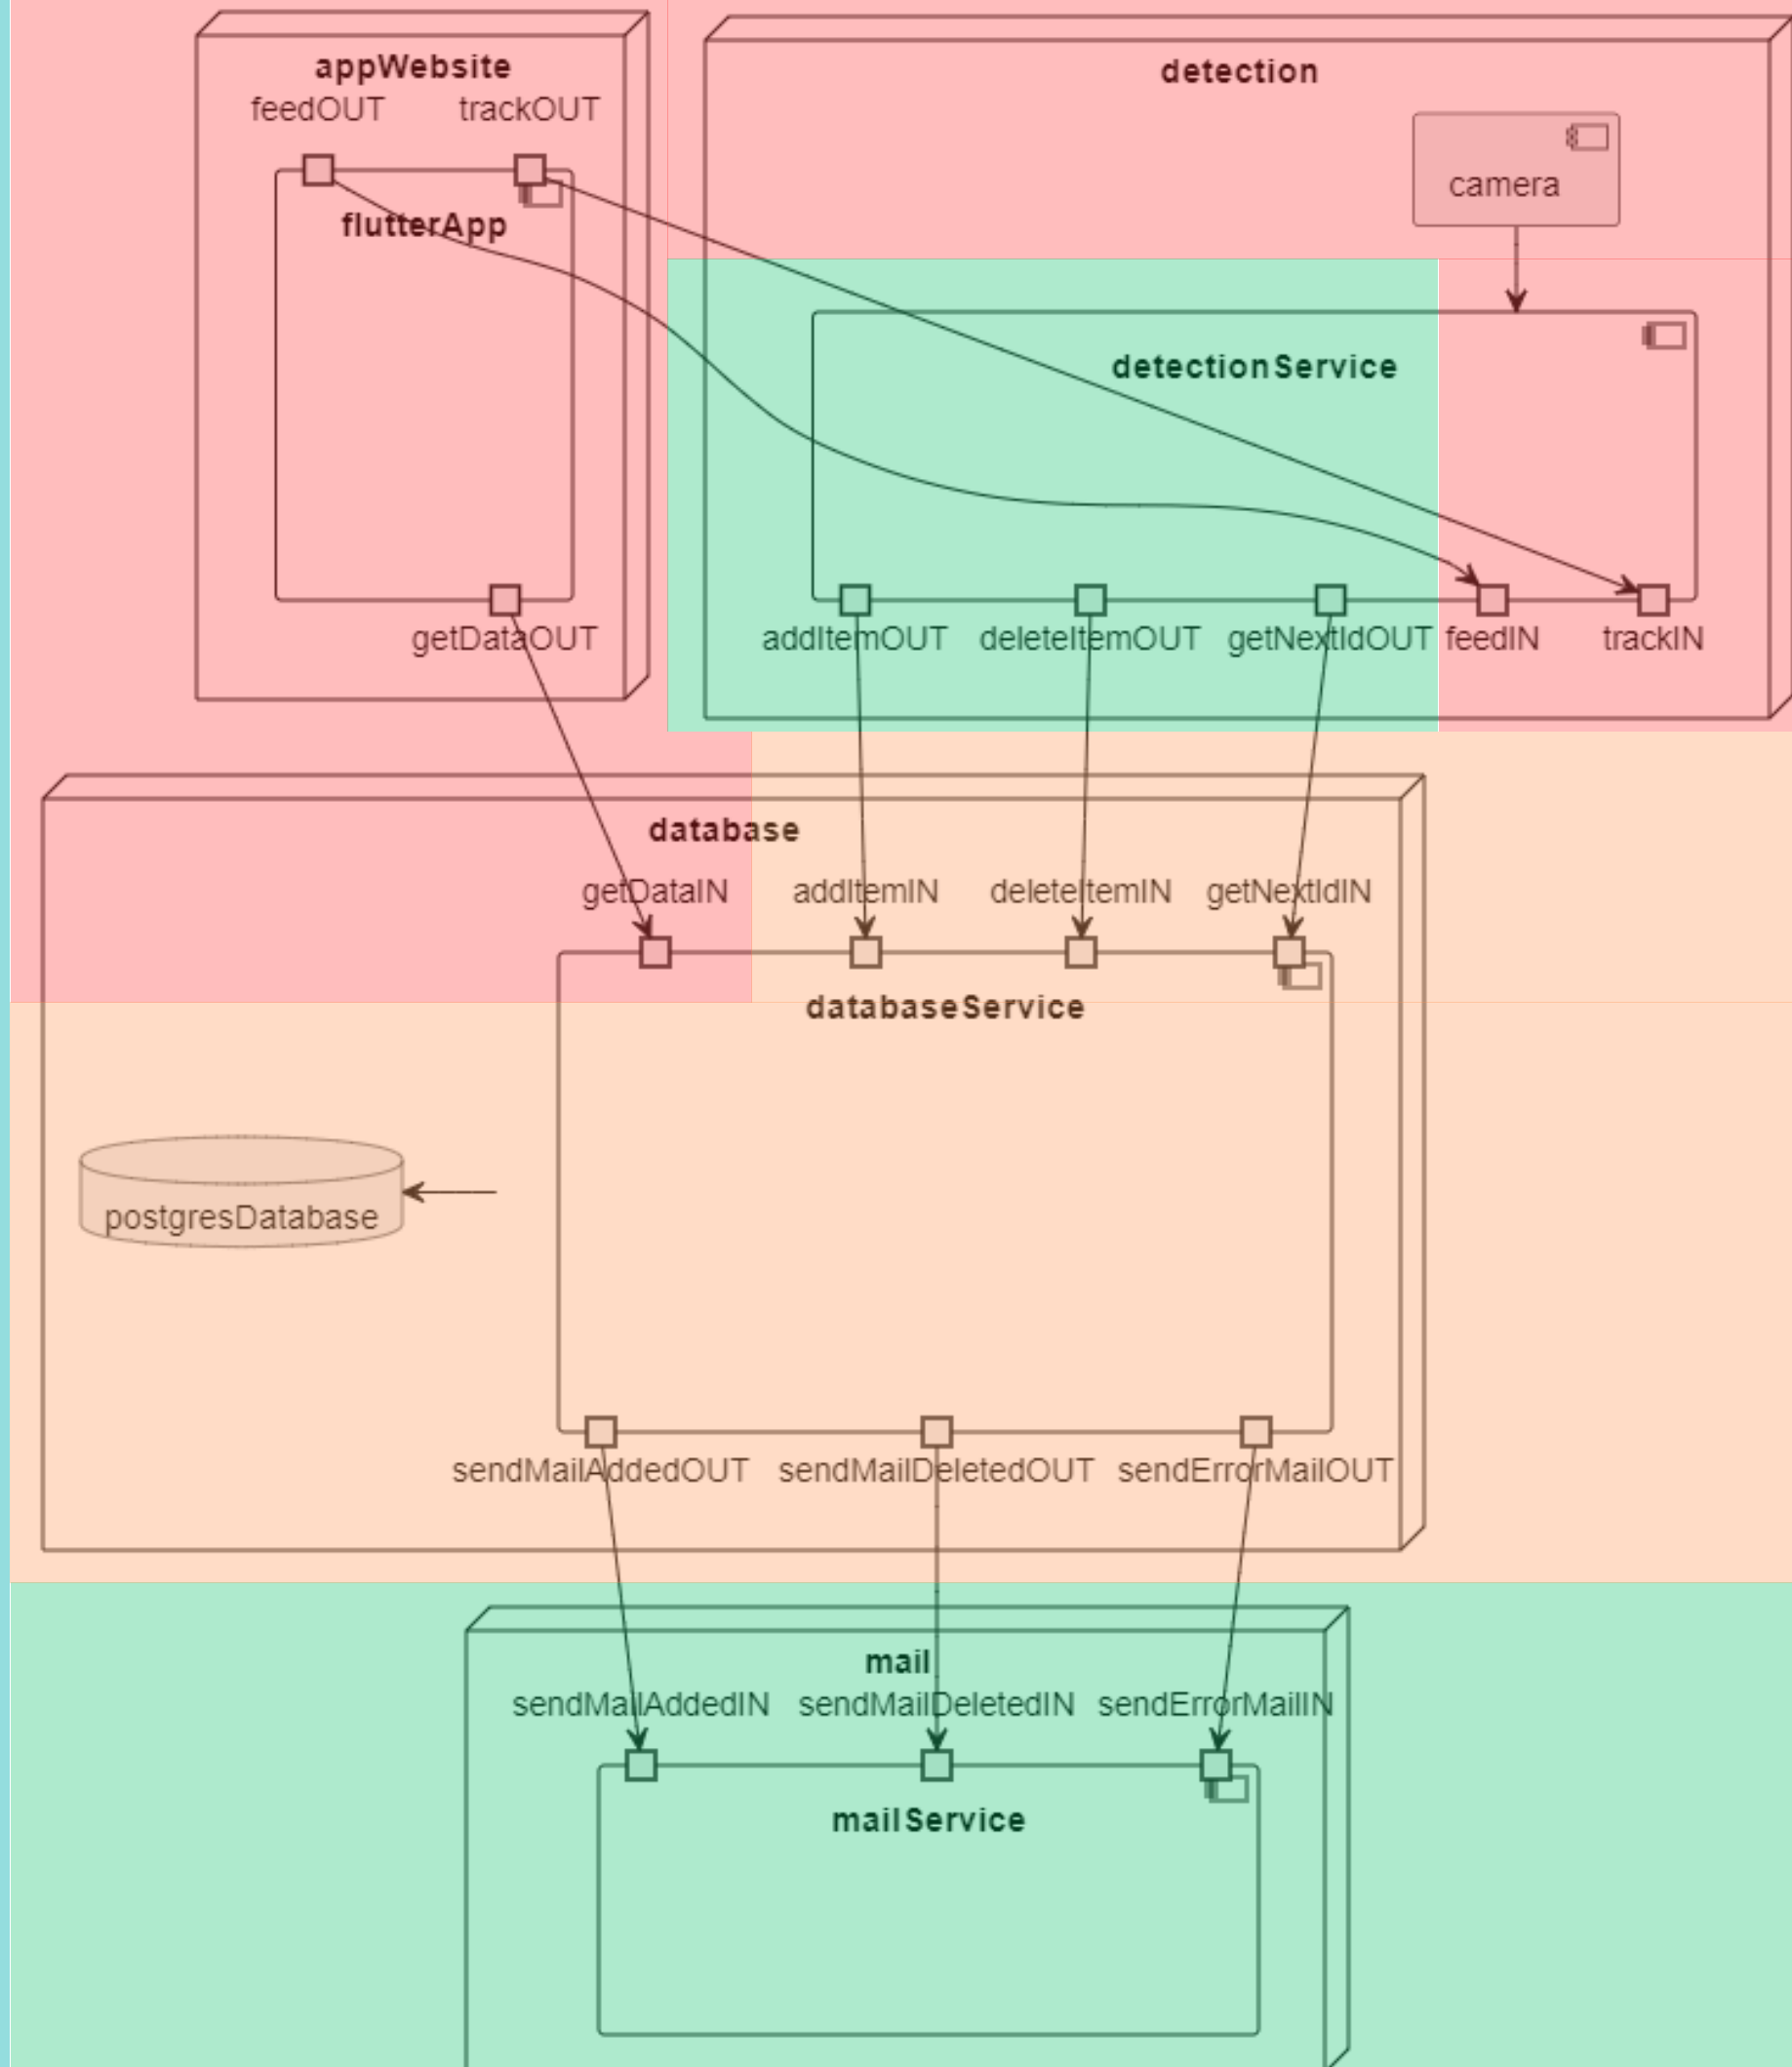 appWebsite
feedOUT trackOUT
flutterApp
getDataOUT
detection
camera
detectionService
addItemOUT deleteItemOUT getNextIdOUT feedIN trackIN
database
getDataIN addItemIN deleteItemIN getNextIdIN
databaseService
postgresDatabase
sendMailAddedOUT sendMailDeletedOUT sendErrorMailOUT
mail
sendMailAddedIN sendMailDeletedIN sendErrorMailIN
mailService